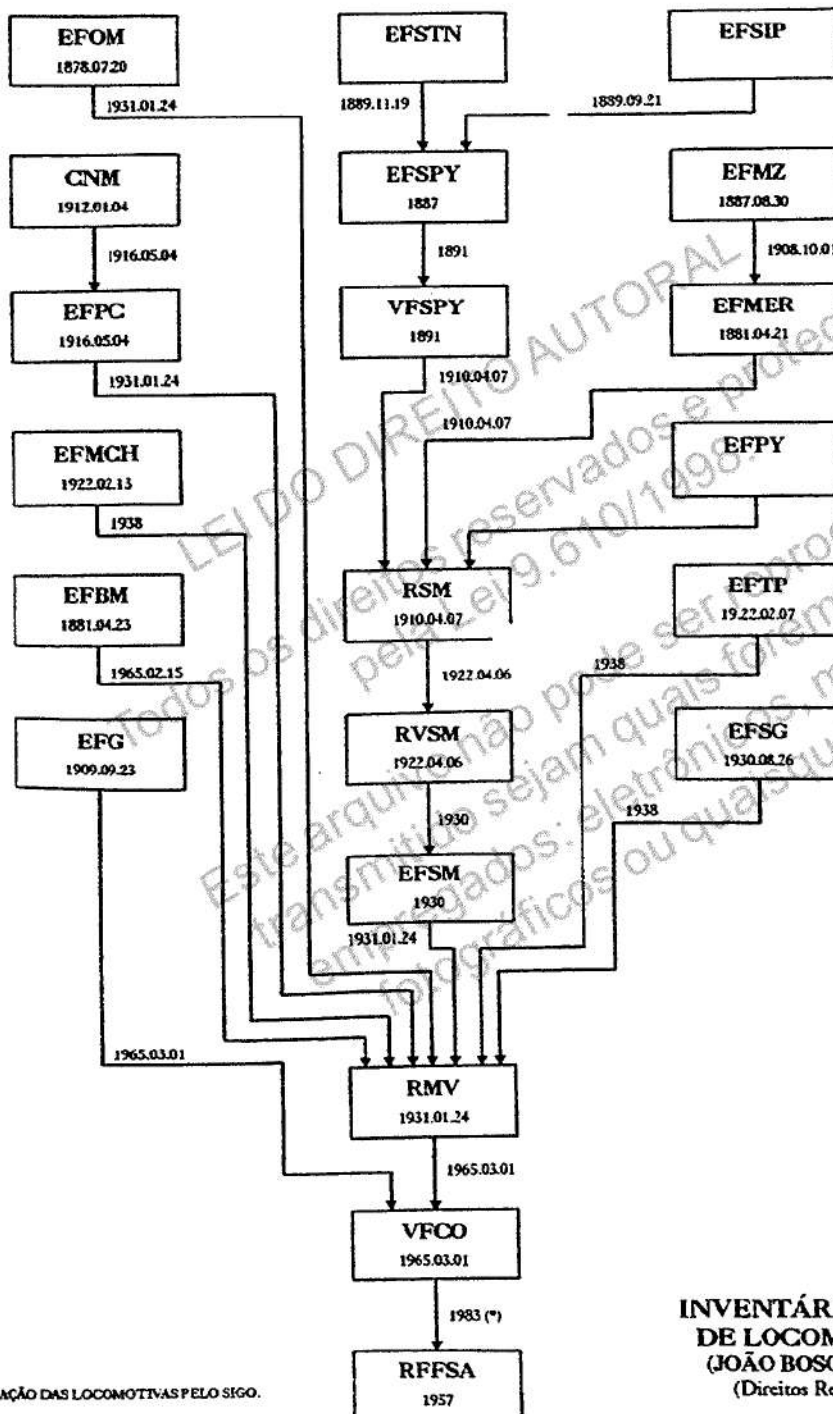 EFOM
1878.07.20
EFSTN
EFSIP
1931.01.24
1889.11.19
1889.09.21
CNM
1912.01.04
EFSPY
1887
EFMZ
1887.08.30
1916.05.04
1891
1908.10.01
EFPC
1916.05.04
VFSPY
1891
EFMER
1881.04.21
1931.01.24
1910.04.07
1910.04.07
EFMCH
1922.02.13
EFPY
1938
EFBM
1881.04.23
RSM
1910.04.07
EFTP
19.22.02.07
1965.02.15
1922.04.06
1938
EFG
1909.09.23
RVSM
1922.04.06
EFSG
1930.08.26
1930
1938
EFSM
1930
1931.01.24
1965.03.01
RMV
1931.01.24
1965.03.01
VFCO
1965.03.01
1983 (*)
RFFSA
1957
AÇÃO DAS LOCOMOTIVAS PELO SIGO.
INVENTÁR
DE LOCOM
(JOÃO BOSC
(Direitos Re
LEI DO DIREITO AUTORAL
Todos os direitos reservados e proteg
pela Lei 9.610/1998.
Este arquivo não pode ser repros
transmitido sejam quais forem
empregados: eletrônicos, m
fotográficos ou quaisqu